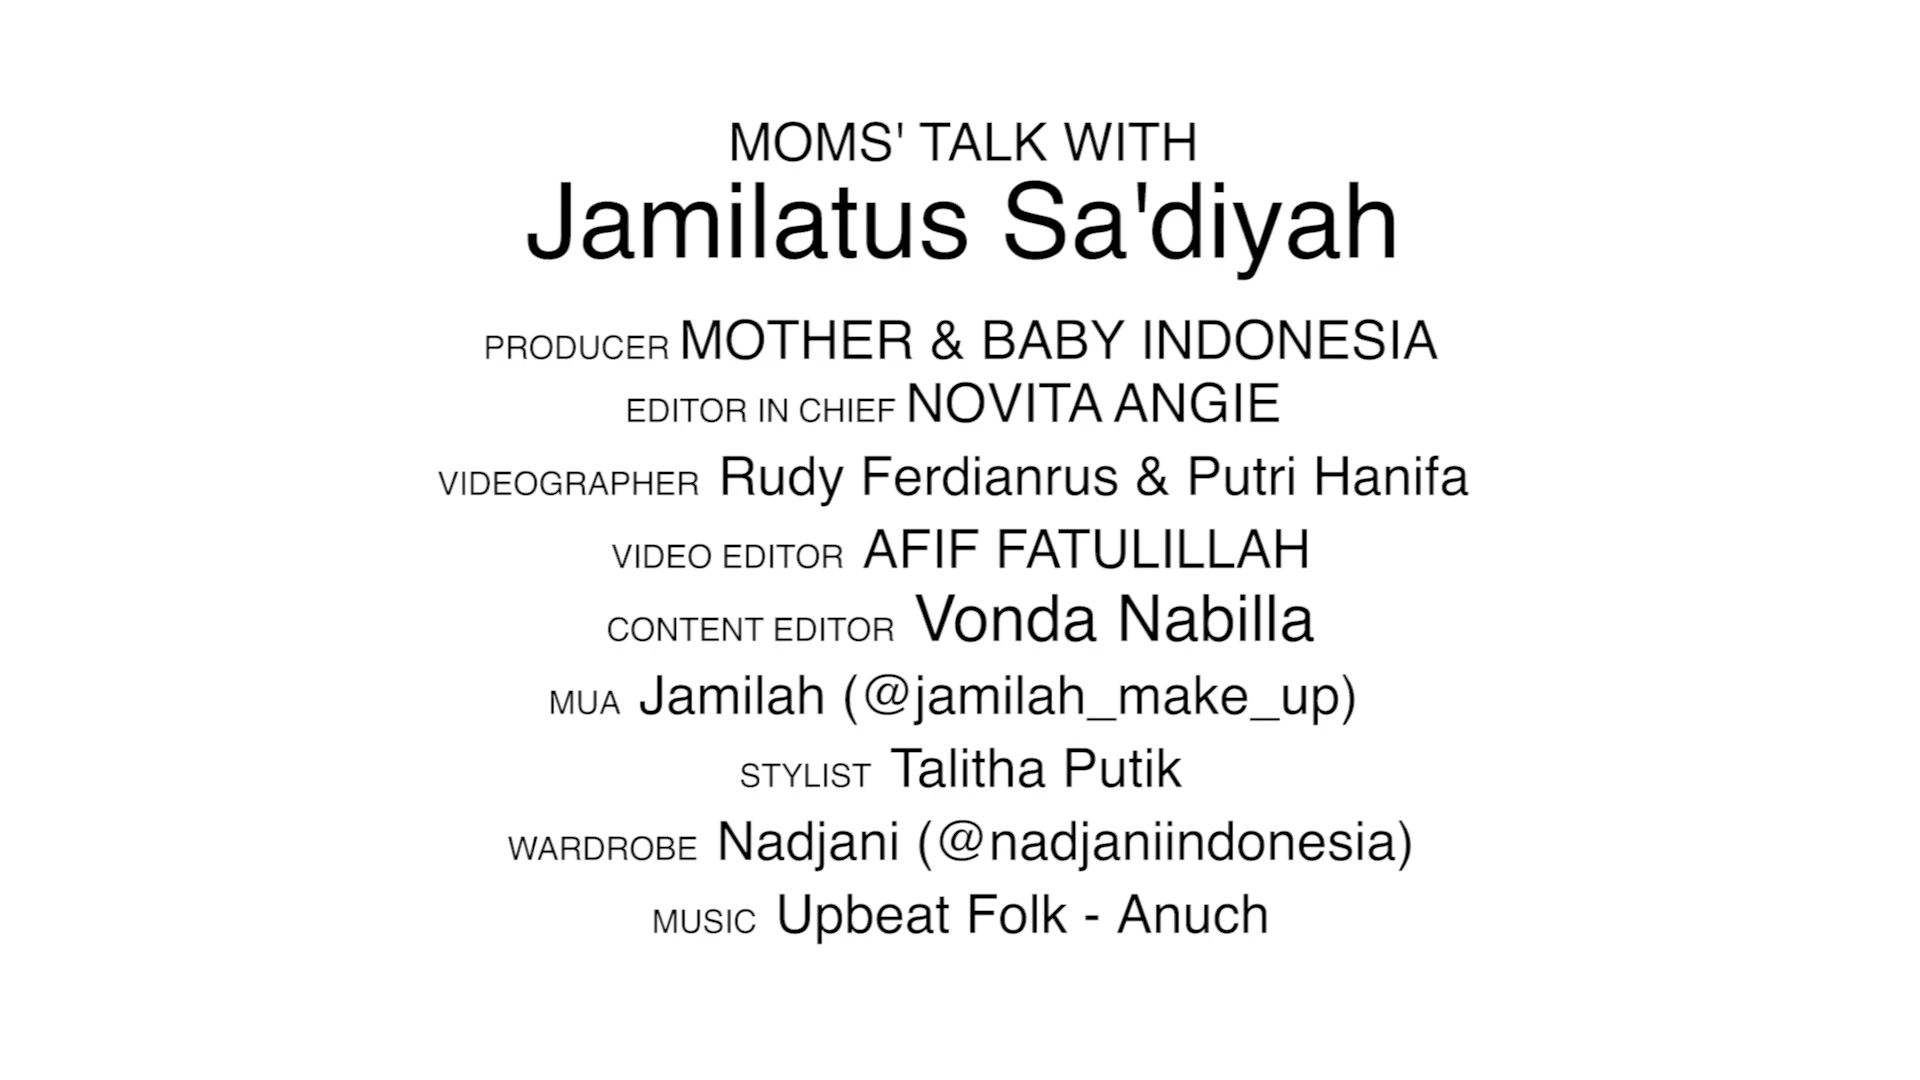 MOMS' TALK WITH
Jamilatus Sa'diyah
PRODUCER MOTHER & BABY INDONESIA
EDITOR IN CHIEF NOVITA ANGIE
VIDEOGRAPHER Rudy Ferdianrus & Putri Hanifa
VIDEO EDITOR AFIF FATULILLAH
CONTENT EDITOR Vonda Nabilla
MUA Jamilah (@jamilah_make_up)
STYLIST Talitha Putik
WARDROBE Nadjani (@nadjaniindonesia)
MUSIC Upbeat Folk - Anuch